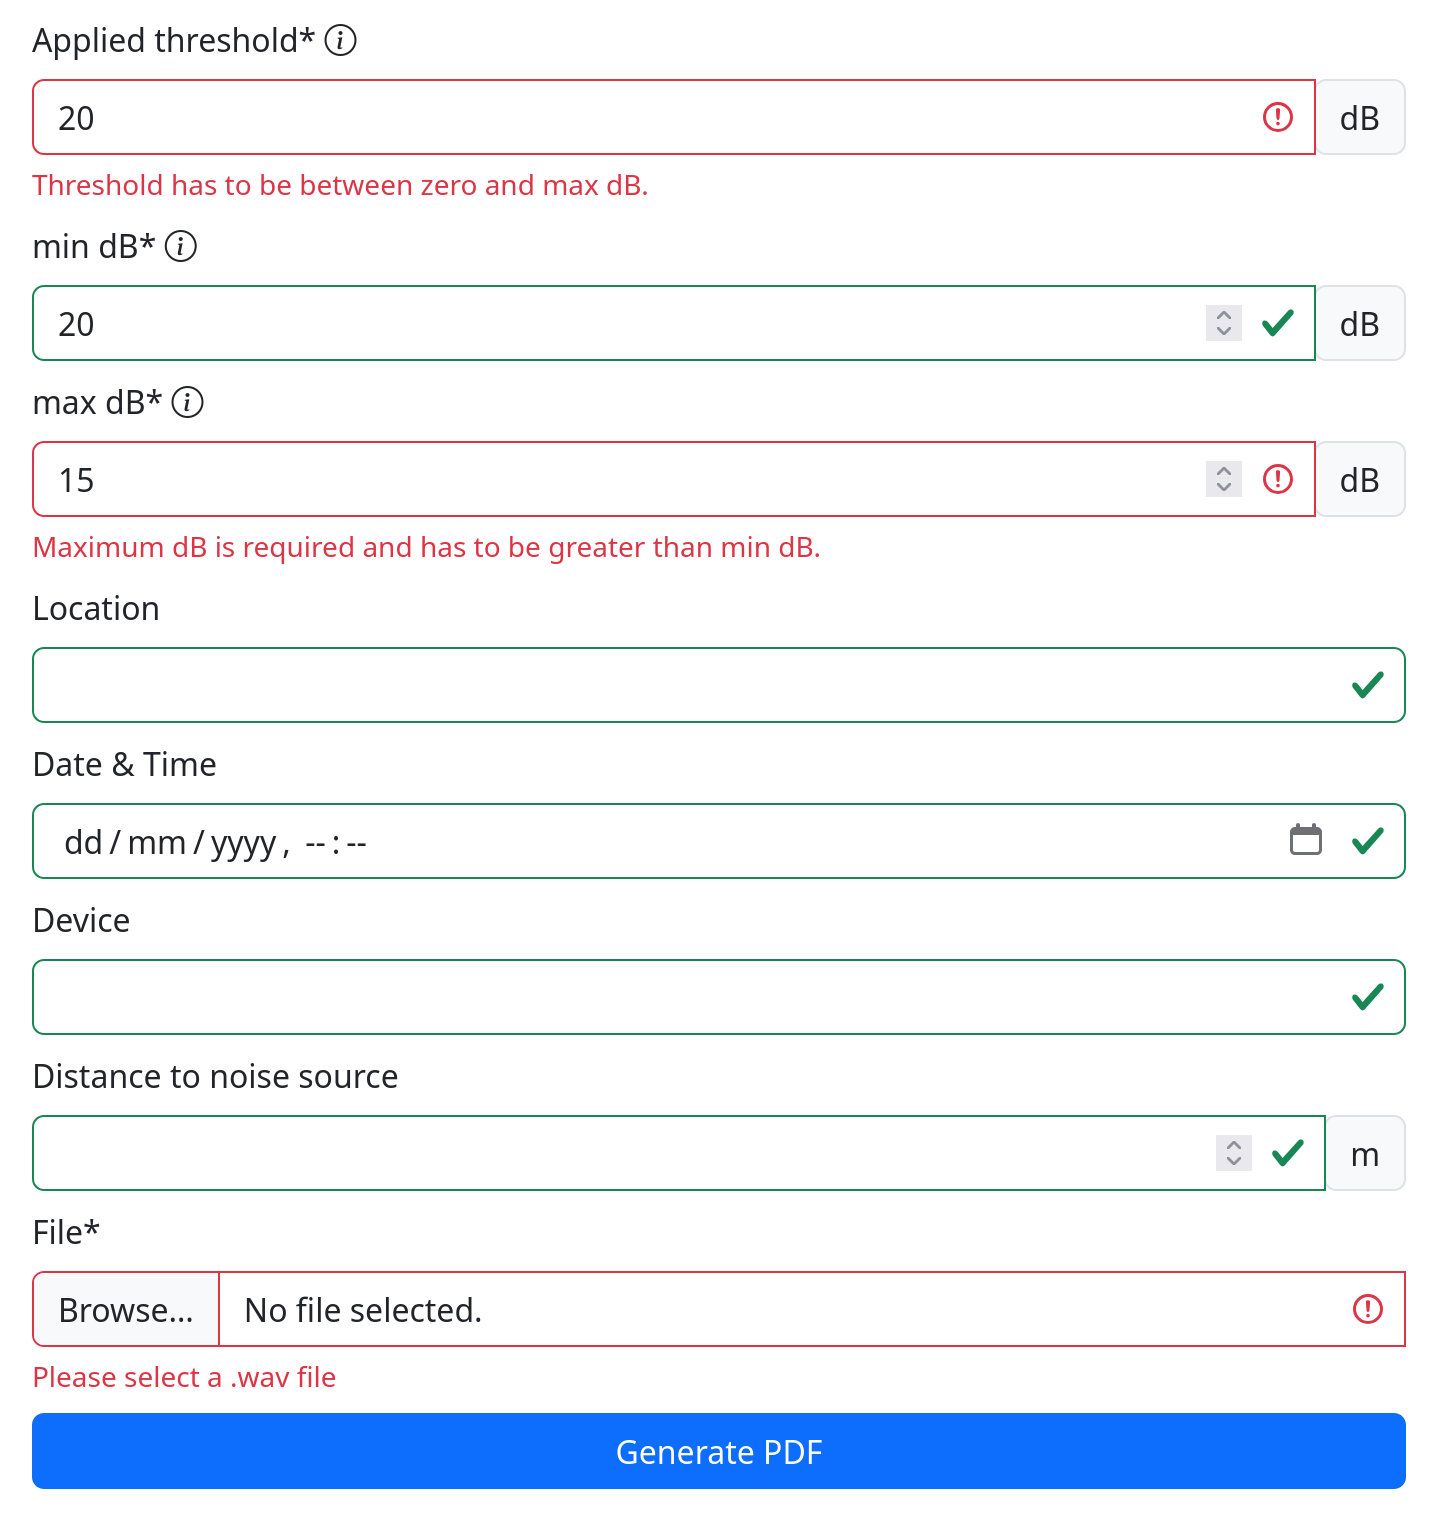 Applied threshold*
20
dB
Threshold has to be between zero and max dB.
min dB*
20
dB
max dB*
15
dB
Maximum dB is required and has to be greater than min dB.
Location
Date & Time
dd/mm/yyyy, --:--
Device
Distance to noise source
m
File*
Browse... No file selected.
Please select a .wav file
Generate PDF